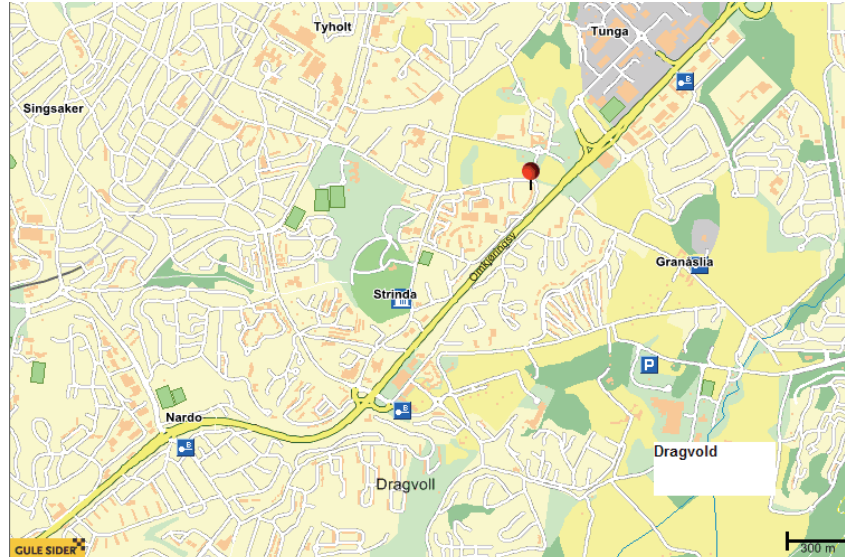 Tyholt
Tunga
Singsaker
B
Omkjøringsv
Granåslia
Strinda
P
B
Nardo
B
Dragvold
Dragvoll
GULE SIDER
300 m